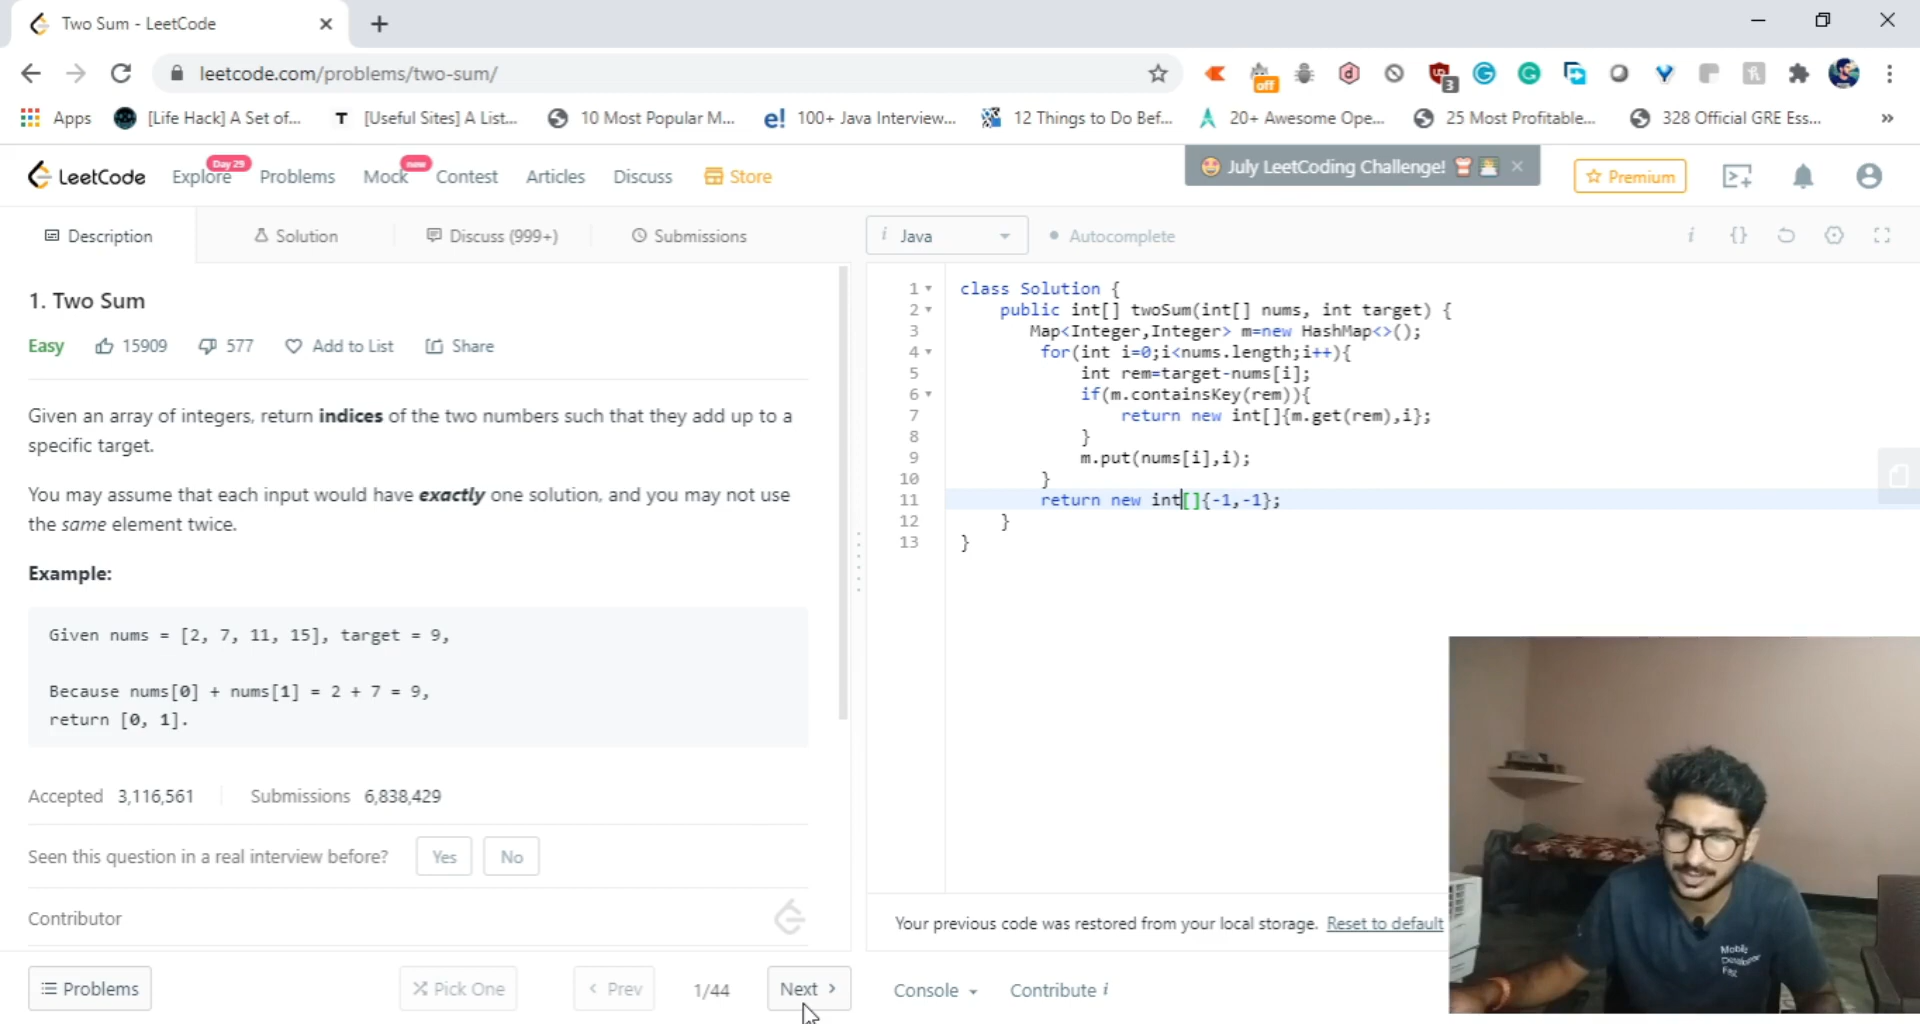 Two Sum - LeetCode
leetcode.com/problems/two-sum/
off
3
Apps
[Life Hack] A Set of...
T [Useful Sites] A List...
10 Most Popular M...
e! 100+ Java Interview...
12 Things to Do Bef...
20+ Awesome Ope...
25 Most Profitable...
328 Official GRE Ess...
»
LeetCode
Explore
Day 29
Problems
Mock
new
Contest
Articles
Discuss
Store
July LeetCoding Challenge!
Premium
Description
Solution
Discuss (999+)
Submissions
i Java
Autocomplete
i {}
1. Two Sum
Easy 15909 577 Add to List Share
Given an array of integers, return indices of the two numbers such that they add up to a
specific target.
You may assume that each input would have exactly one solution, and you may not use
the same element twice.
Example:
Given nums = [2, 7, 11, 15], target = 9,
Because nums[0] + nums[1] = 2 + 7 = 9,
return [0, 1].
Accepted 3,116,561 Submissions 6,838,429
Seen this question in a real interview before? Yes No
Contributor
Problems
Pick One
Prev
1/44
Next
1 class Solution {
2 public int[] twoSum(int[] nums, int target) {
3 Map<Integer,Integer> m=new HashMap<>();
4 for(int i=0;i<nums.length;i++){
5 int rem=target-nums[i];
6 if(m.containsKey(rem)){
7 return new int[]{m.get(rem),i};
8 }
9 m.put(nums[i],i);
10 }
11 return new int[]{-1,-1};
12 }
13 }
Your previous code was restored from your local storage. Reset to default
Console
Contribute i
Mobile
Developer